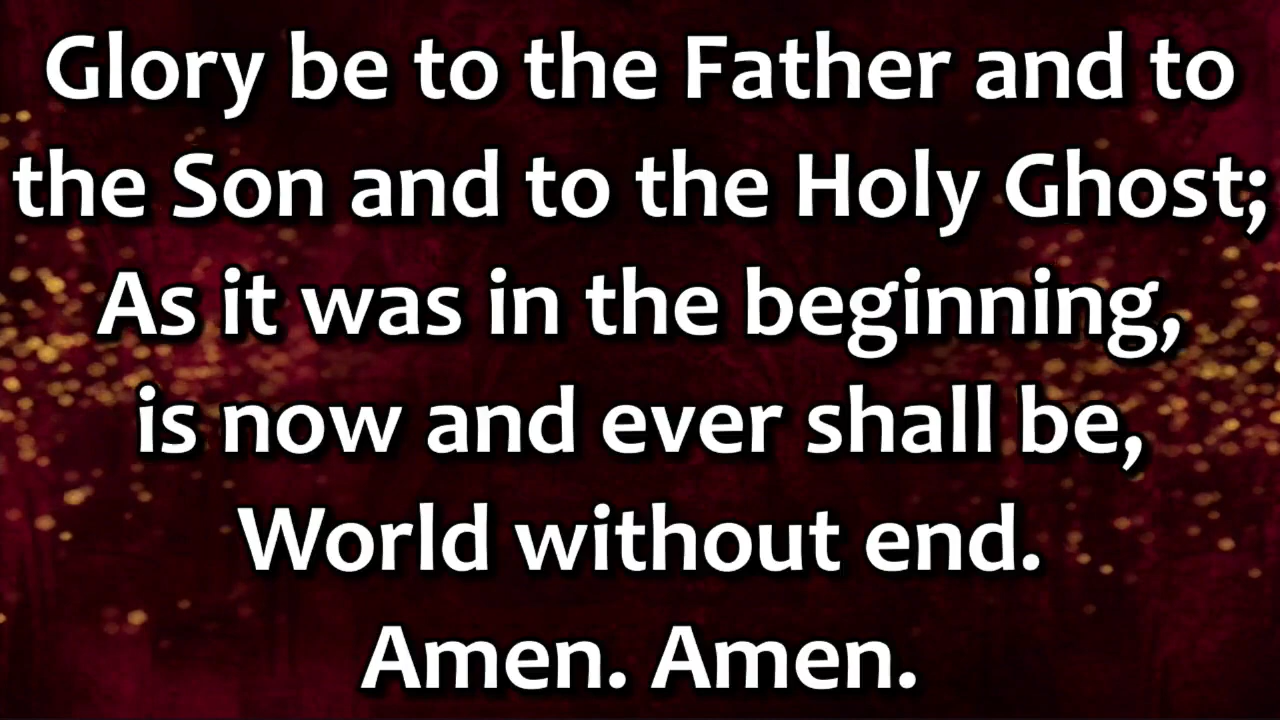 Glory be to the Father and to
the Son and to the Holy Ghost;
As it was in the beginning,
is now and ever shall be,
World without end.
Amen. Amen.